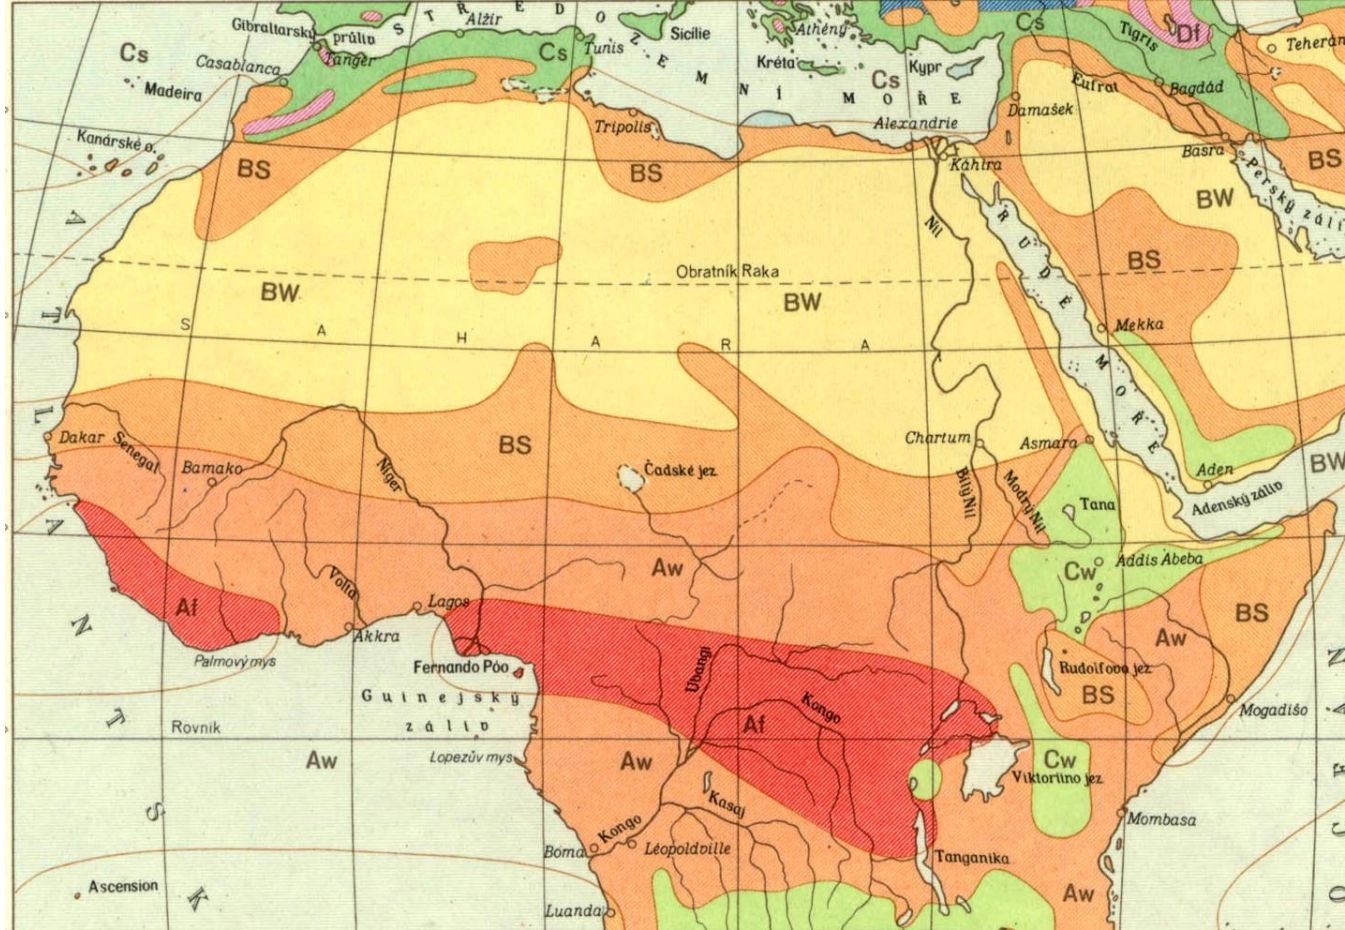 S T Ř E D O Z E M N Í M O Ř E
Gibraltarský průliv
Alžír
Cs
Tanger
Cs
Tunis
Sicílie
Athény
Cs
Tigris
Df
Teherán
Casablanca
Madeira
Kréta
Cs
Kypr
Eufrat
Bagdád
Damašek
Tripolis
Alexandrie
Kanárské o.
BS
BS
Káhira
Basra
BS
Perský záliv
BW
Nil
R U D É M O Ř E
Obratník Raka
BS
BW
BW
S A H A R A
Mekka
A T L A N T S K
Dakar
Senegal
Bamako
Niger
BS
Čadské jez.
Chartum
Asmara
Bílý Nil
Modrý Nil
Aden
BW
Adenský záliv
Tana
Aw
Cw
Addis Abeba
Af
Volta
Lagos
BS
Akkra
Aw
Palmový mys
Fernando Póo
Ubangi
Rudolfovo jez.
BS
Guinejský
záliv
Kongo
Mogadišo
Rovník
Af
Aw
Lopezův mys
Aw
Cw
Viktoriino jez.
Kasaj
Kongo
Mombasa
Boma
Léopoldville
Tanganika
Ascension
Aw
Luanda